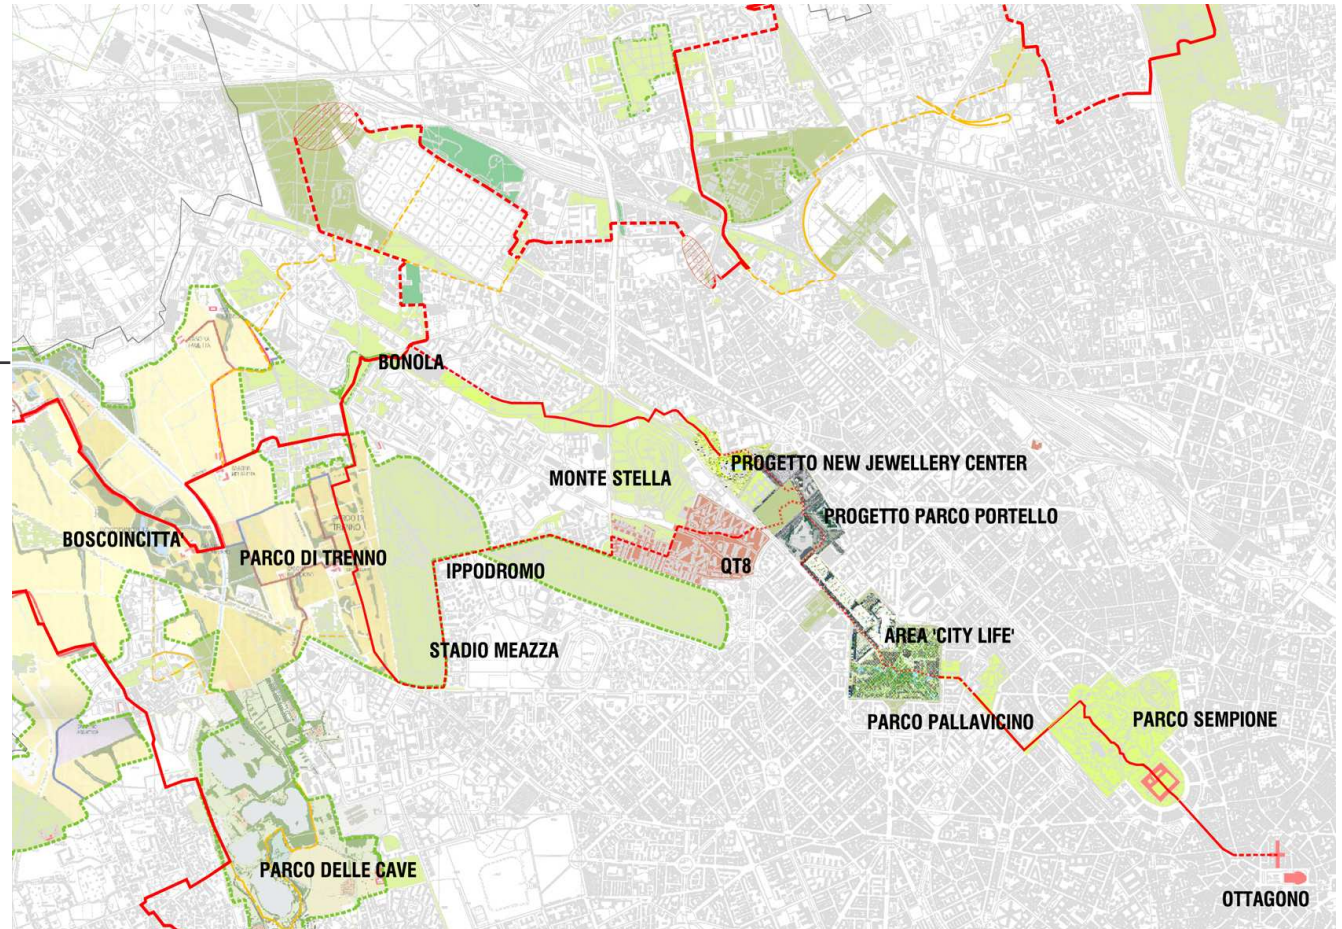 BONOLA
PROGETTO NEW JEWELLERY CENTER
MONTE STELLA
PROGETTO PARCO PORTELLO
BOSCOINCITTA'
PARCO DI TRENNO
IPPODROMO
QT8
AREA 'CITY LIFE'
STADIO MEAZZA
PARCO PALLAVICINO
PARCO SEMPIONE
PARCO DELLE CAVE
OTTAGONO